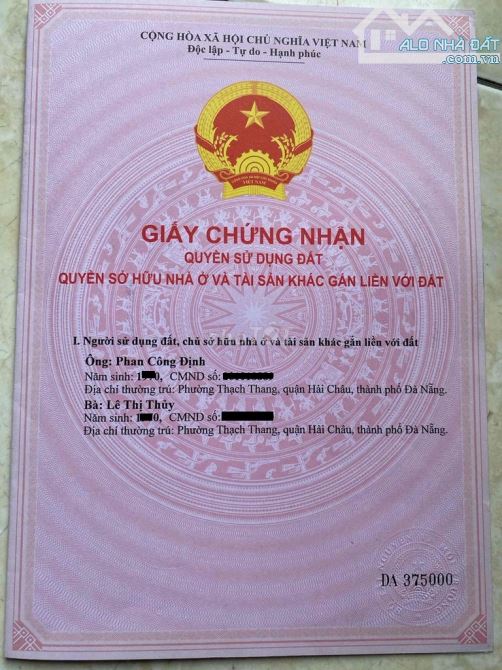 ALO NHÀ ĐẤT
.com.vn
CỘNG HÒA XÃ HỘI CHỦ NGHĨA VIỆT NAM
Độc lập - Tự do - Hạnh phúc
VIỆT NAM
GIẤY CHỨNG NHẬN
QUYỀN SỬ DỤNG ĐẤT
QUYỀN SỞ HỮU NHÀ Ở VÀ TÀI SẢN KHÁC GẮN LIỀN VỚI ĐẤT
I. Người sử dụng đất, chủ sở hữu nhà ở và tài sản khác gắn liền với đất
Ông: Phan Công Định
Năm sinh: 1 0, CMND số:
Địa chỉ thường trú: Phường Thạch Thang, quận Hải Châu, thành phố Đà Nẵng.
Bà: Lê Thị Thủy
Năm sinh: 1 0, CMND số:
Địa chỉ thường trú: Phường Thạch Thang, quận Hải Châu, thành phố Đà Nẵng.
DA 375000